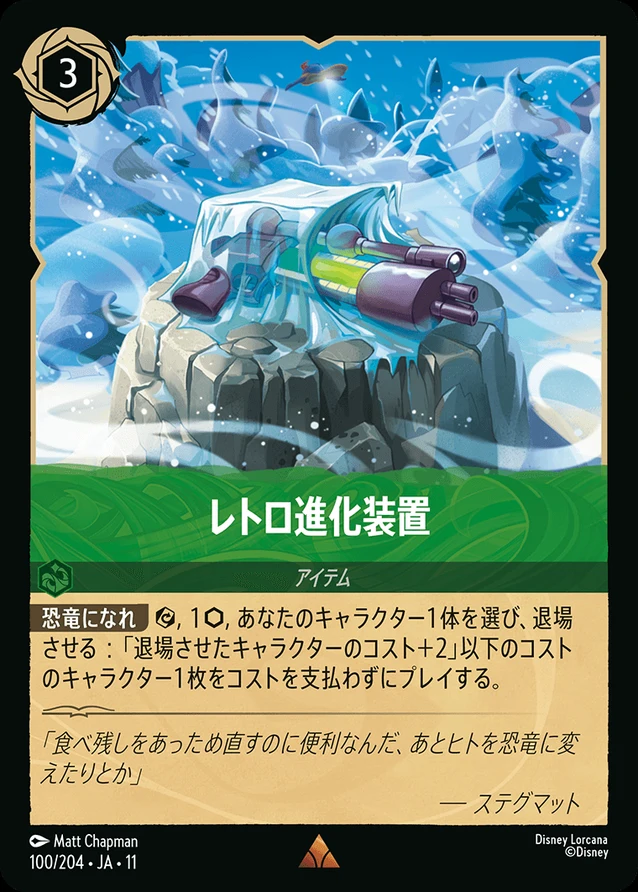 3
レトロ進化装置
アイテム
恐竜になれ , 1, あなたのキャラクター1体を選び、退場
させる : 「退場させたキャラクターのコスト+2」以下のコスト
のキャラクター1枚をコストを支払わずにプレイする。
「食べ残しをあっため直すのに便利なんだ、あとヒトを恐竜に変
えたりとか」
— ステグマット
Matt Chapman
Disney Lorcana
100/204 • JA • 11
©Disney